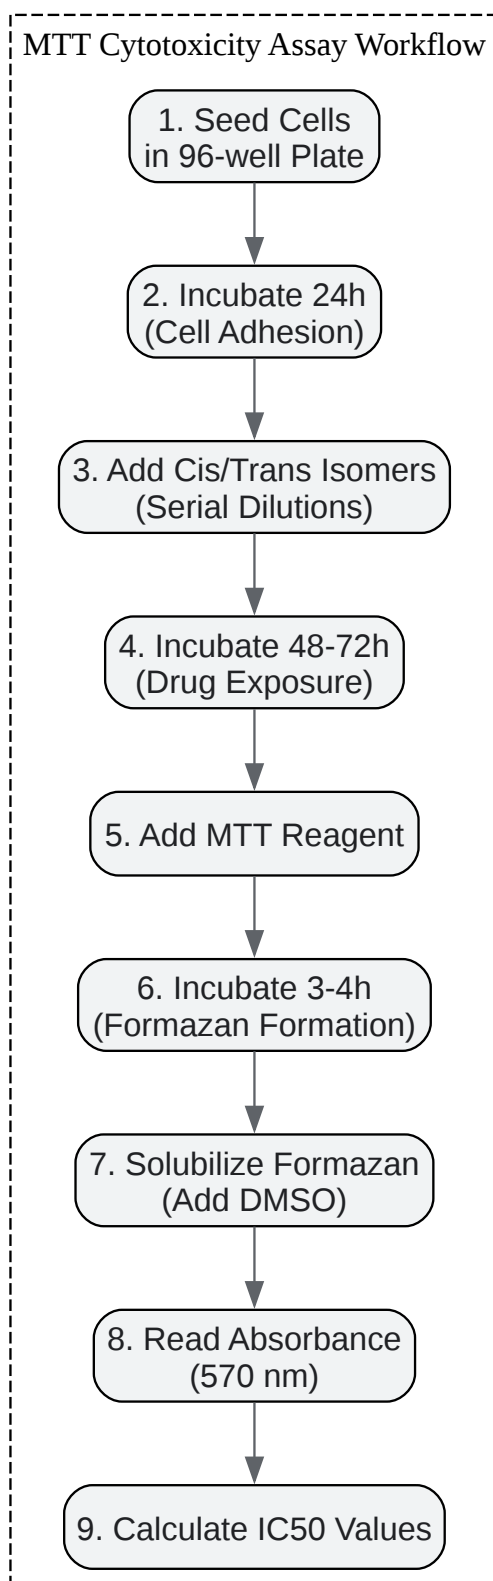 MTT Cytotoxicity Assay Workflow
1. Seed Cells
in 96-well Plate
2. Incubate 24h
(Cell Adhesion)
3. Add Cis/Trans Isomers
(Serial Dilutions)
4. Incubate 48-72h
(Drug Exposure)
5. Add MTT Reagent
6. Incubate 3-4h
(Formazan Formation)
7. Solubilize Formazan
(Add DMSO)
8. Read Absorbance
(570 nm)
9. Calculate IC50 Values